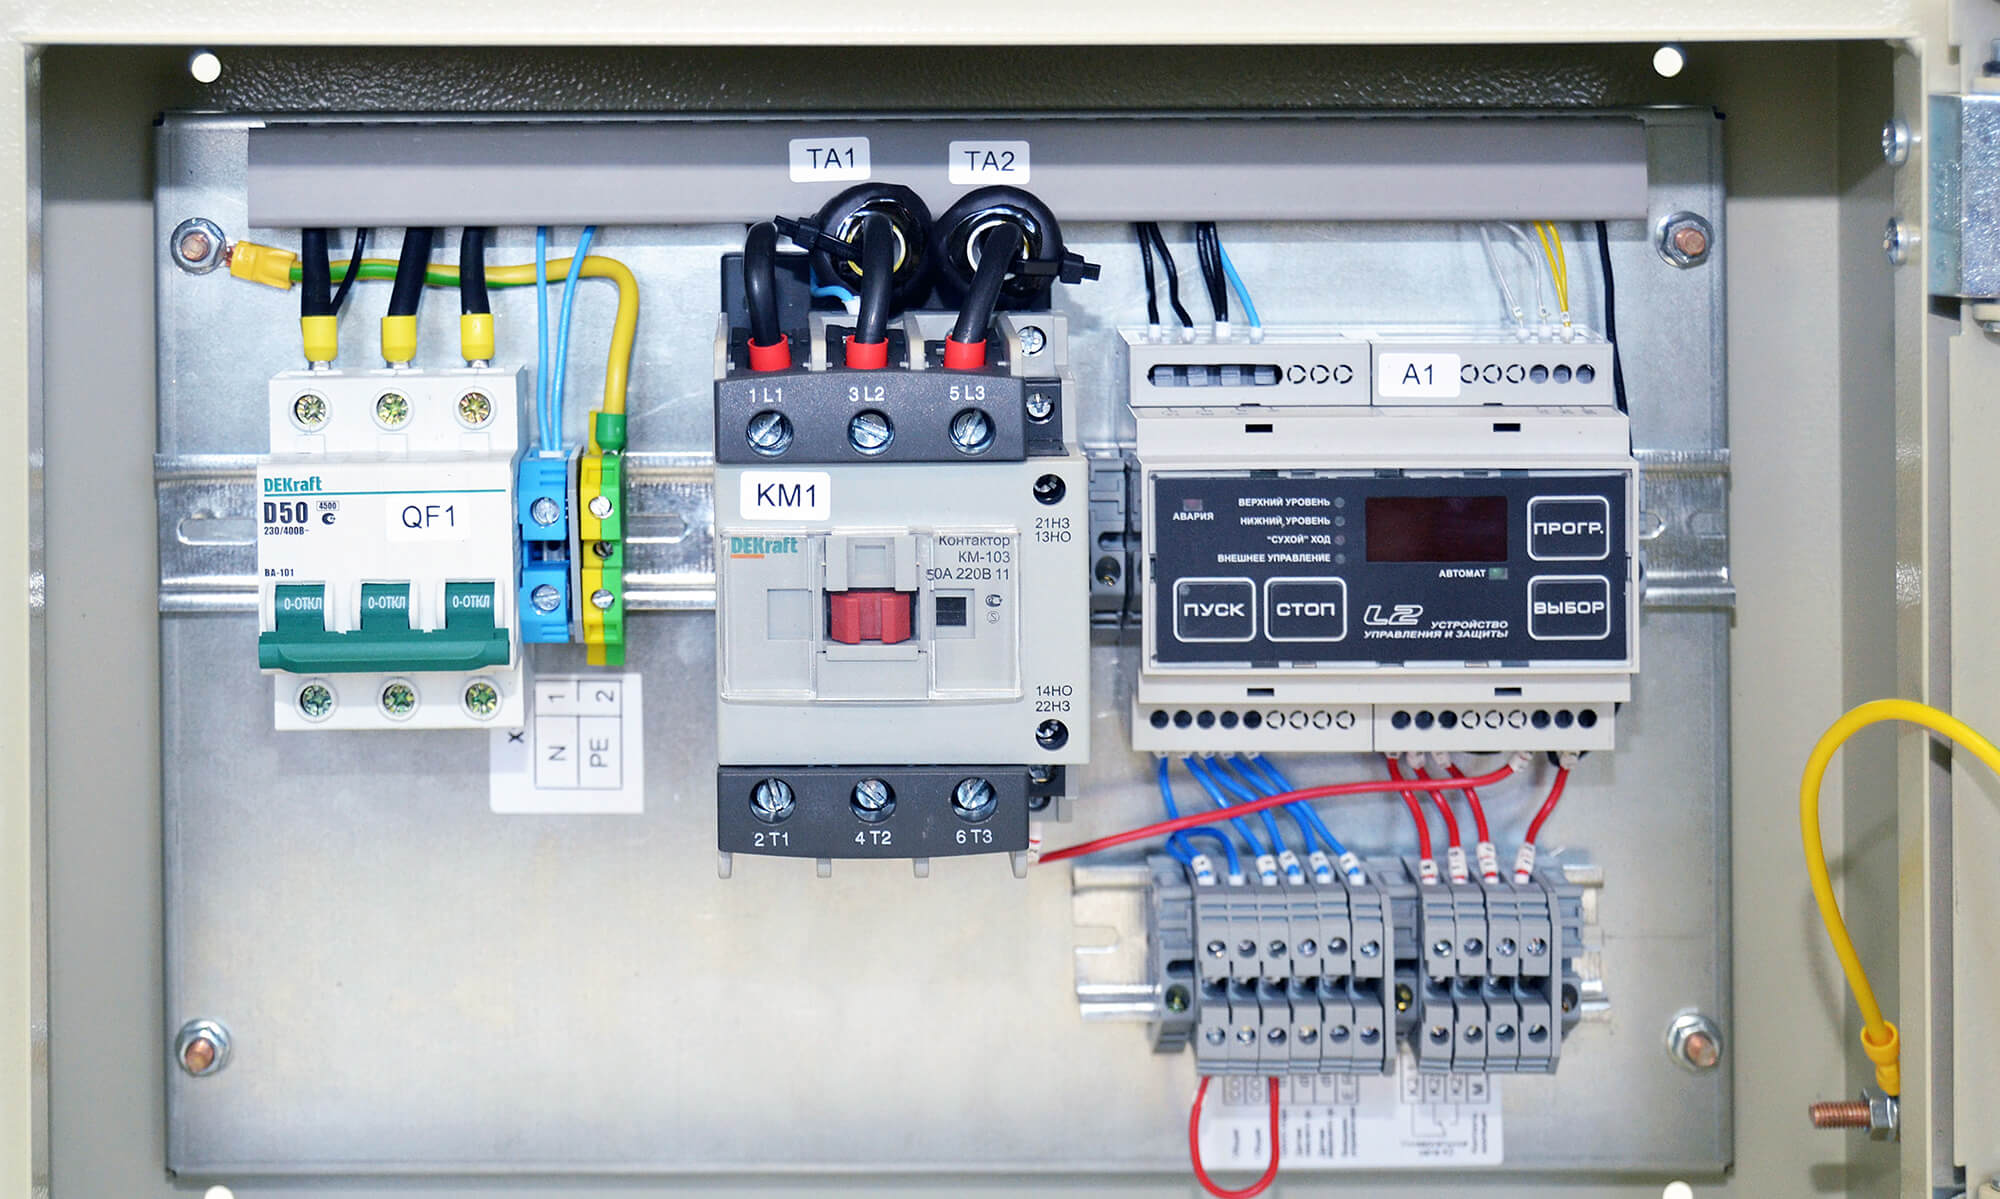 TA1
TA2
1 L1
3 L2
5 L3
A1
DEKraft
D50
4500
230/400В~
QF1
ВА-101
0-ОТКЛ
0-ОТКЛ
0-ОТКЛ
X
N
1
PE
2
KM1
21НЗ
13НО
DEKraft
Контактор
КМ-103
50А 220В 11
14НО
22НЗ
2 T1
4 T2
6 T3
АВАРИЯ
ВЕРХНИЙ УРОВЕНЬ
НИЖНИЙ УРОВЕНЬ
"СУХОЙ" ХОД
ВНЕШНЕЕ УПРАВЛЕНИЕ
АВТОМАТ
ПРОГР.
ПУСК
СТОП
ВЫБОР
L2 УСТРОЙСТВО
УПРАВЛЕНИЯ И ЗАЩИТЫ
K2
K2
K2
M